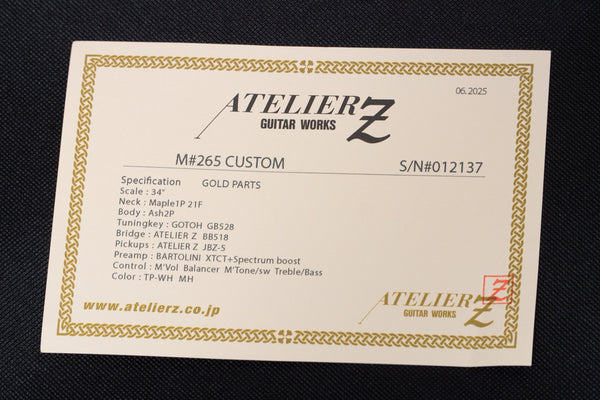 06.2025
ATELIER Z
GUITAR WORKS
M#265 CUSTOM S/N#012137
Specification GOLD PARTS
Scale : 34"
Neck : Maple1P 21F
Body : Ash2P
Tuningkey : GOTOH GB528
Bridge : ATELIER Z BB518
Pickups : ATELIER Z JBZ-5
Preamp : BARTOLINI XTCT+Spectrum boost
Control : M'Vol Balancer M'Tone/sw Treble/Bass
Color : TP-WH MH
www.atelierz.co.jp
ATELIER Z
GUITAR WORKS
Z